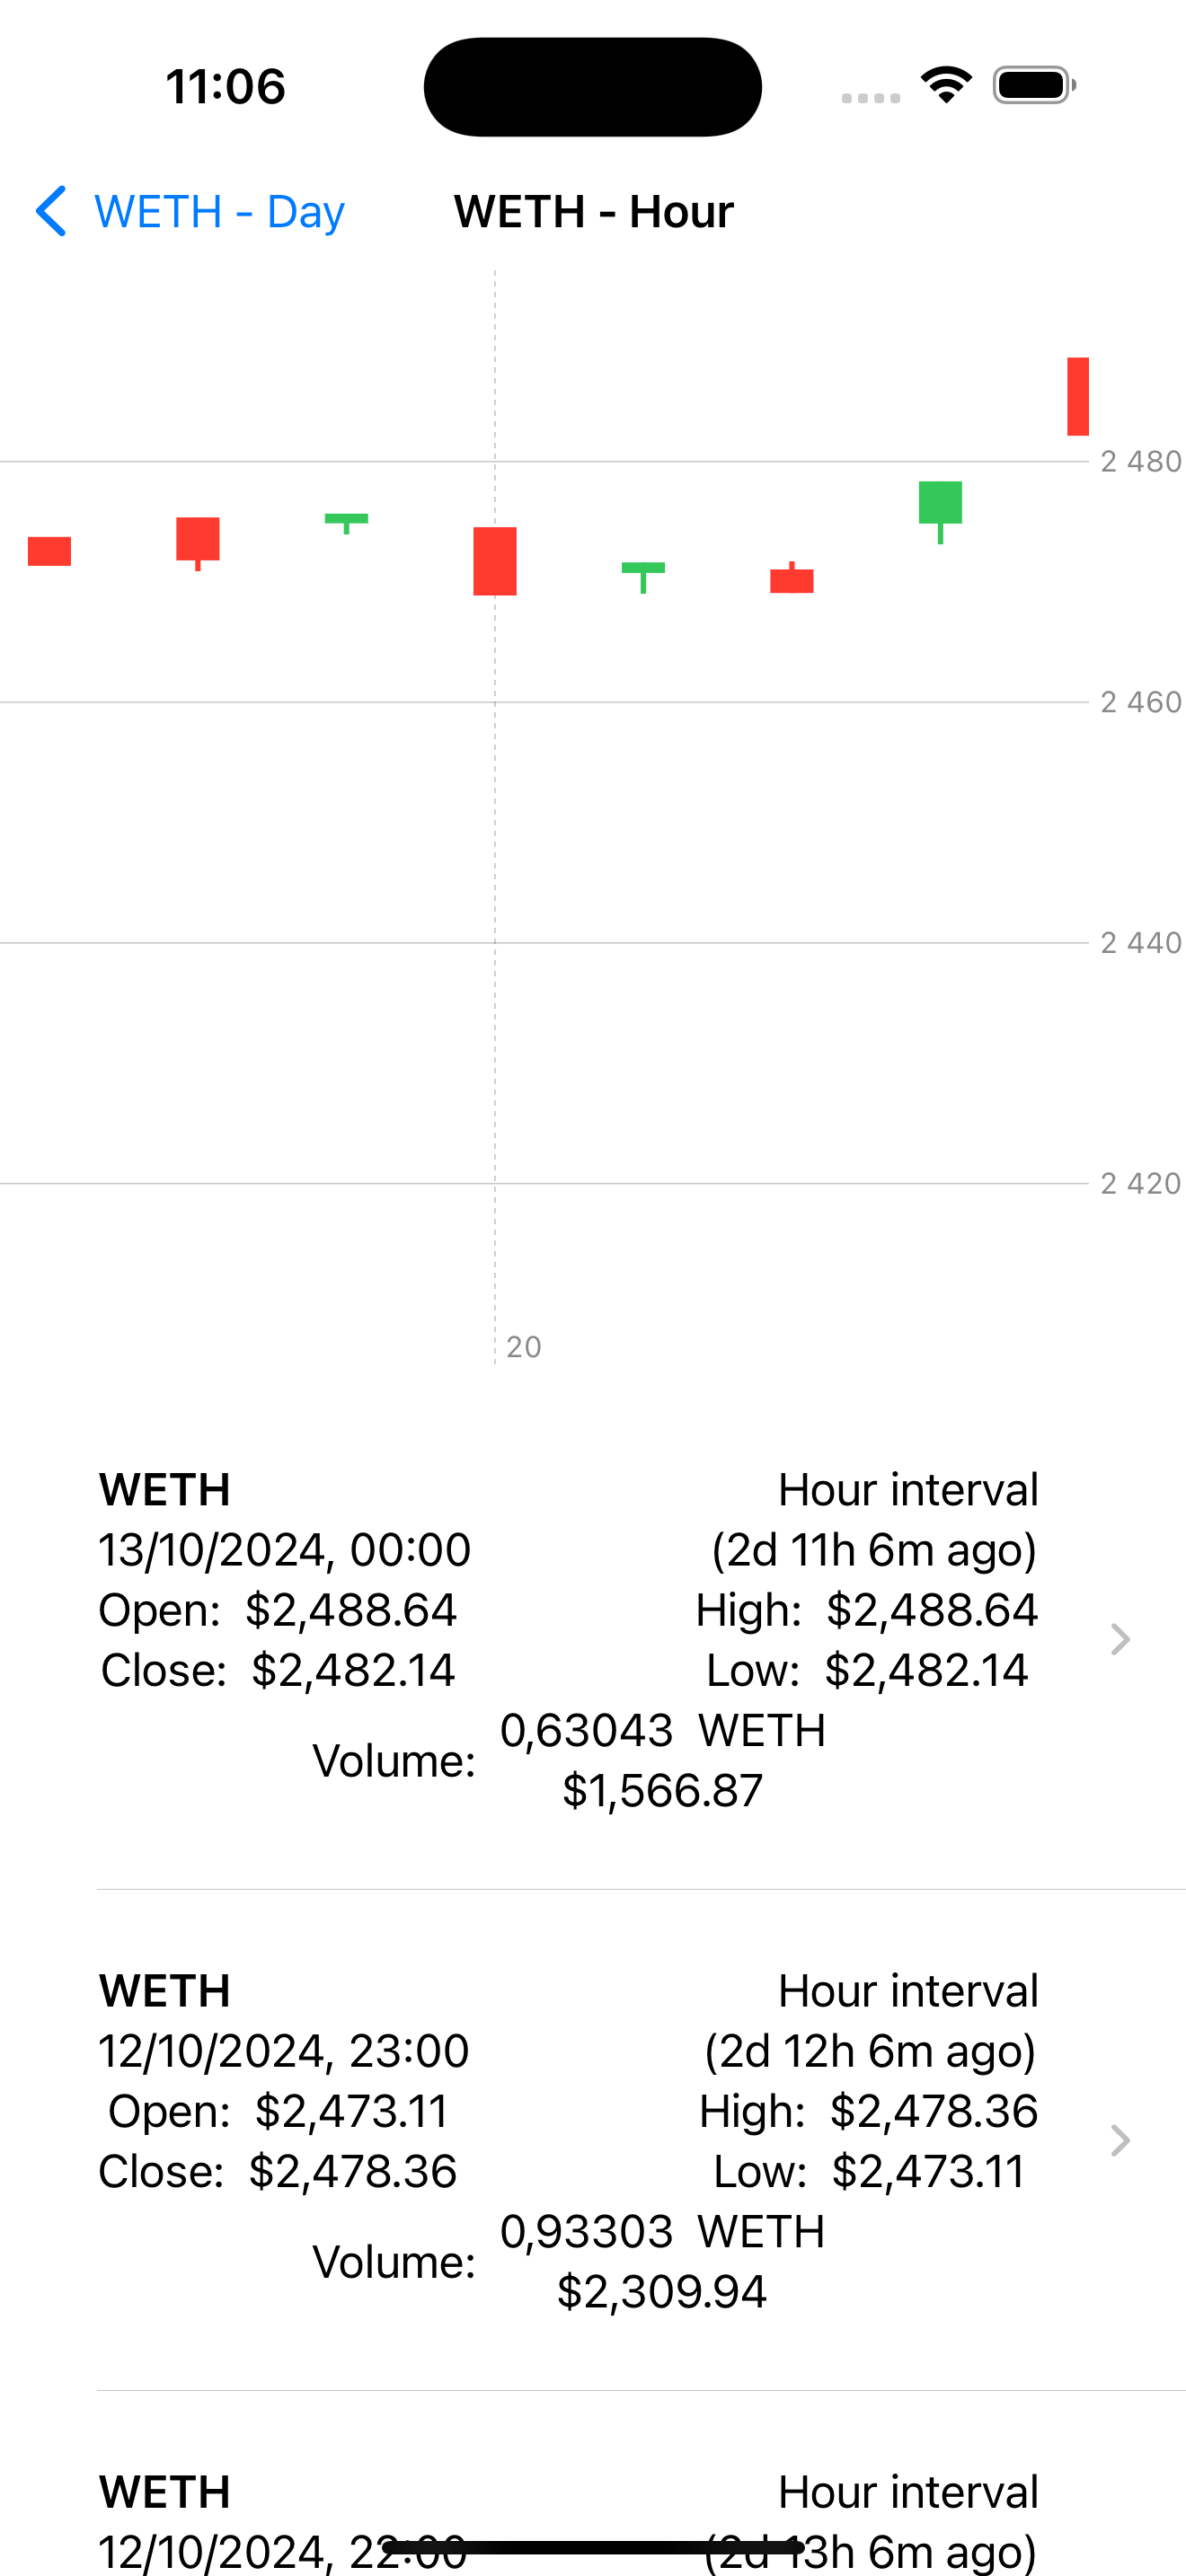 11:06
WETH - Day WETH - Hour
2 480
2 460
2 440
2 420
20
WETH Hour interval
13/10/2024, 00:00 (2d 11h 6m ago)
Open: $2,488.64 High: $2,488.64
Close: $2,482.14 Low: $2,482.14
Volume: 0,63043 WETH
$1,566.87
WETH Hour interval
12/10/2024, 23:00 (2d 12h 6m ago)
Open: $2,473.11 High: $2,478.36
Close: $2,478.36 Low: $2,473.11
Volume: 0,93303 WETH
$2,309.94
WETH Hour interval
12/10/2024, 22:00 (2d 13h 6m ago)